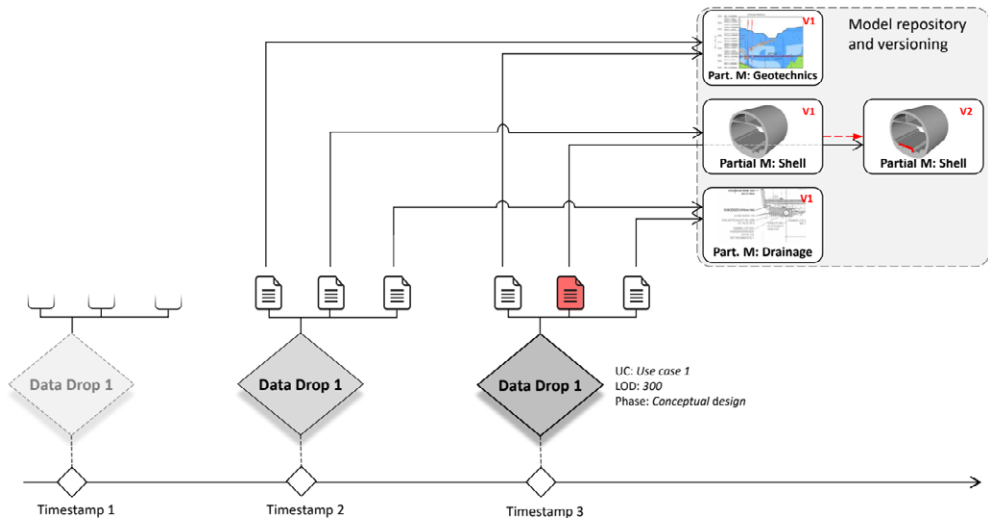 Model repository
and versioning
V1
Part. M: Geotechnics
V1
Partial M: Shell
V2
Partial M: Shell
V1
Part. M: Drainage
Data Drop 1
Data Drop 1
Data Drop 1
UC: Use case 1
LOD: 300
Phase: Conceptual design
Timestamp 1
Timestamp 2
Timestamp 3